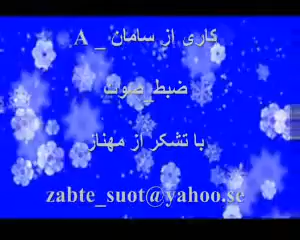 کاری از سامان _ A
ضبط_صوت
با تشکر از مهناز
zabte_suot@yahoo.se